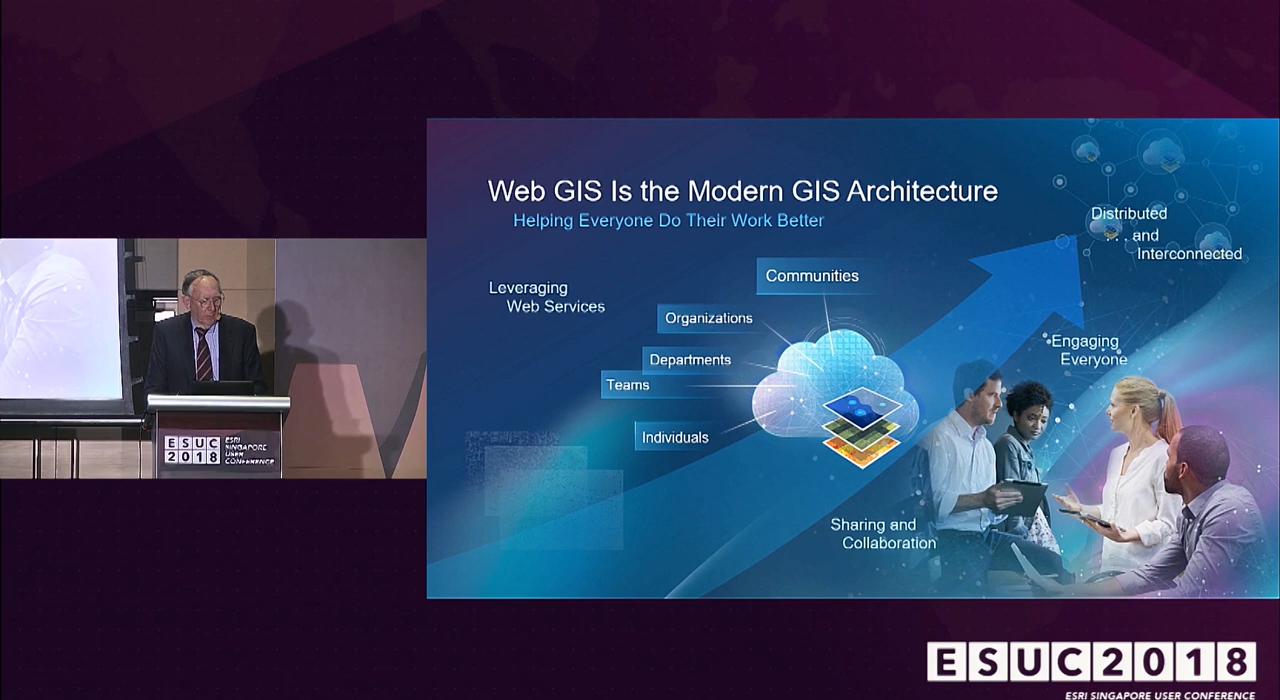 Web GIS Is the Modern GIS Architecture
Helping Everyone Do Their Work Better
Distributed
. . . and
Interconnected
Leveraging
Web Services
Communities
Organizations
Departments
Teams
Individuals
Engaging
Everyone
Sharing and
Collaboration
ESUC
2018
ESRI
SINGAPORE
USER
CONFERENCE
ESUC2018
ESRI SINGAPORE USER CONFERENCE